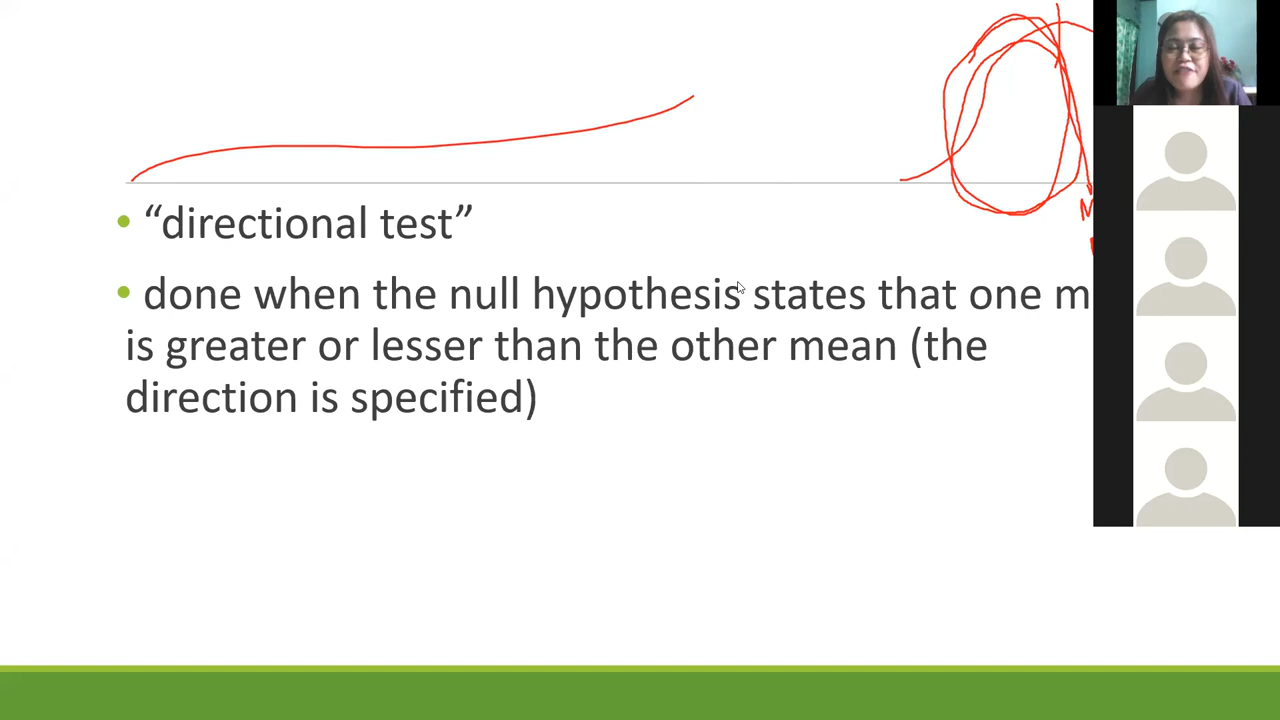 “directional test”
done when the null hypothesis states that one m
is greater or lesser than the other mean (the
direction is specified)